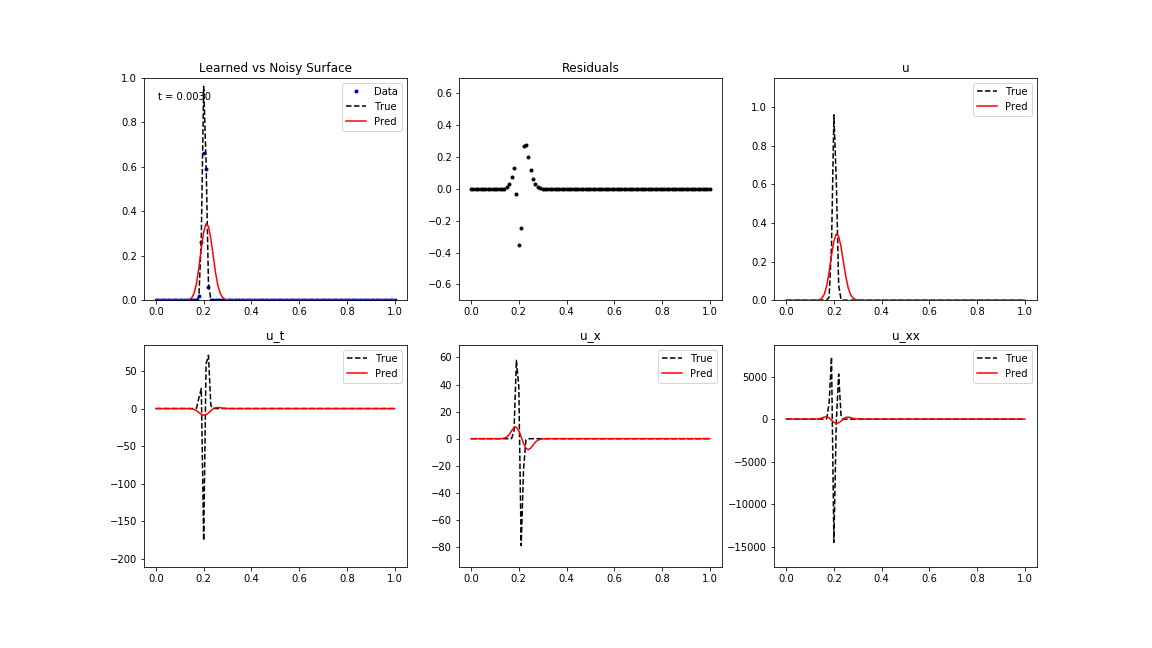 Learned vs Noisy Surface
t = 0.0030
Data
True
Pred
1.0
0.8
0.6
0.4
0.2
0.0
0.0 0.2 0.4 0.6 0.8 1.0
Residuals
0.6
0.4
0.2
0.0
−0.2
−0.4
−0.6
0.0 0.2 0.4 0.6 0.8 1.0
u
True
Pred
1.0
0.8
0.6
0.4
0.2
0.0
0.0 0.2 0.4 0.6 0.8 1.0
u_t
True
Pred
50
0
−50
−100
−150
−200
0.0 0.2 0.4 0.6 0.8 1.0
u_x
True
Pred
60
40
20
0
−20
−40
−60
−80
0.0 0.2 0.4 0.6 0.8 1.0
u_xx
True
Pred
5000
0
−5000
−10000
−15000
0.0 0.2 0.4 0.6 0.8 1.0